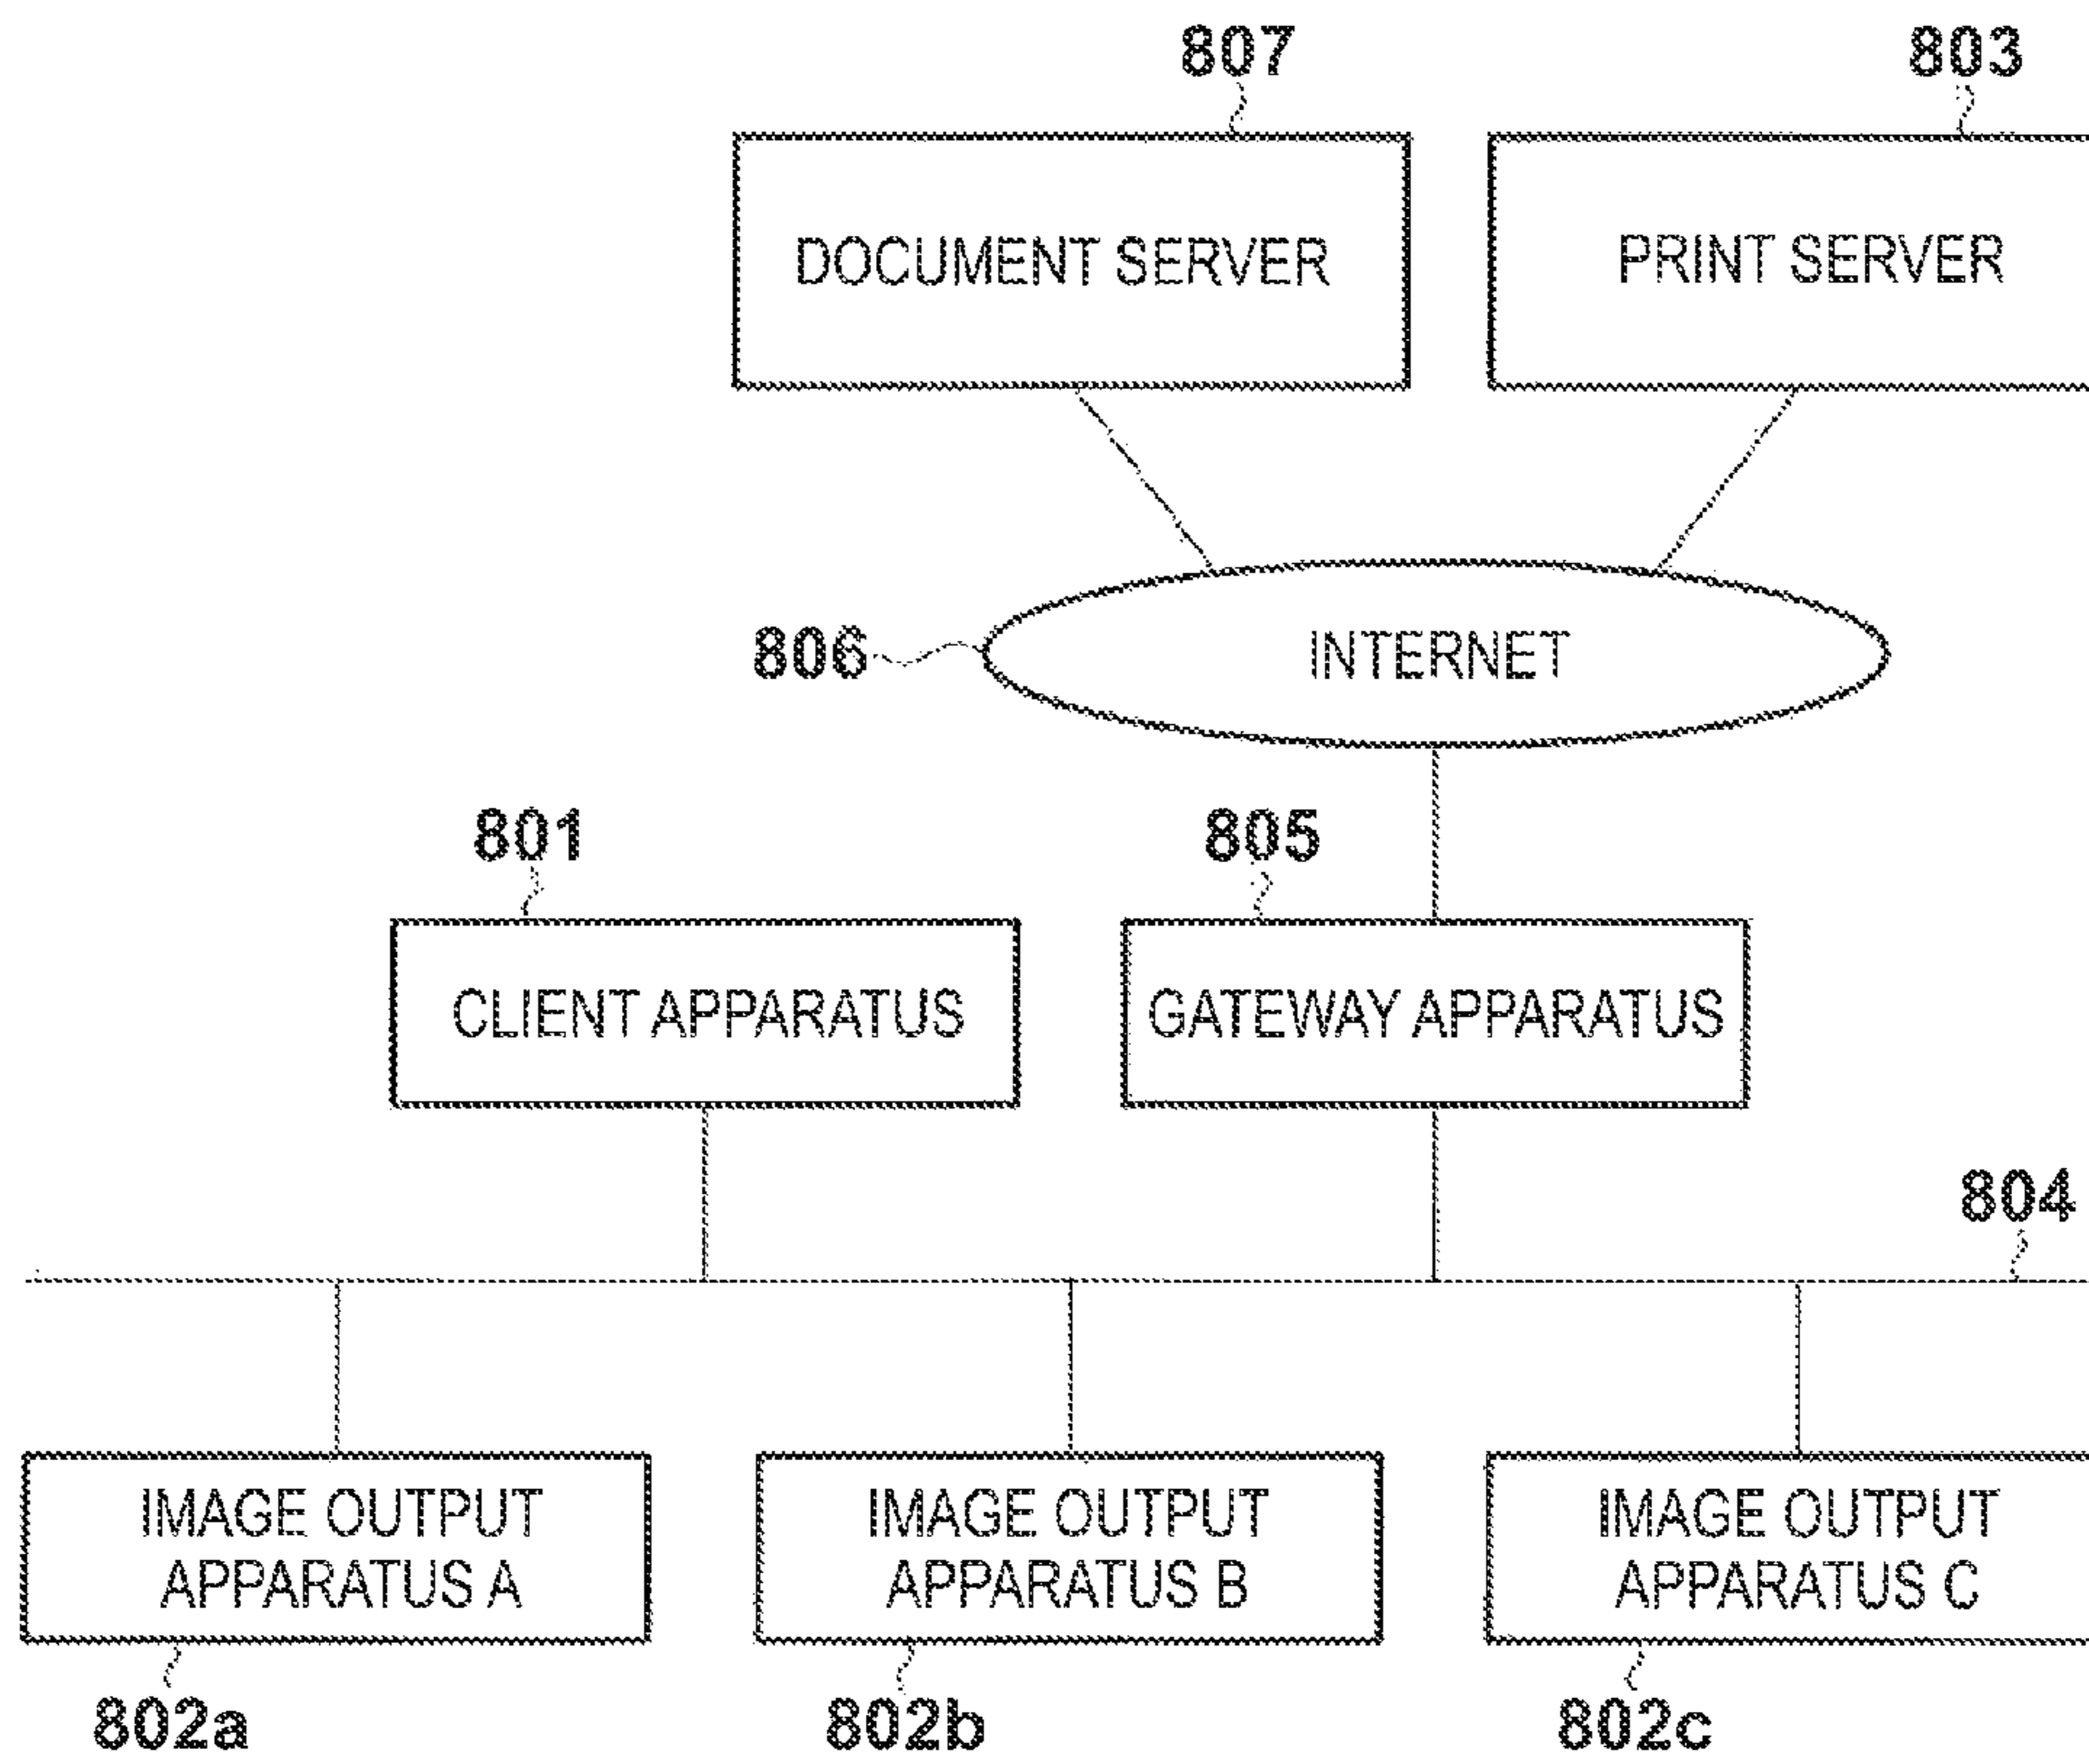 807
803
DOCUMENT SERVER
PRINT SERVER
806
INTERNET
801
805
CLIENT APPARATUS
GATEWAY APPARATUS
804
IMAGE OUTPUT
APPARATUS A
IMAGE OUTPUT
APPARATUS B
IMAGE OUTPUT
APPARATUS C
802a
802b
802c